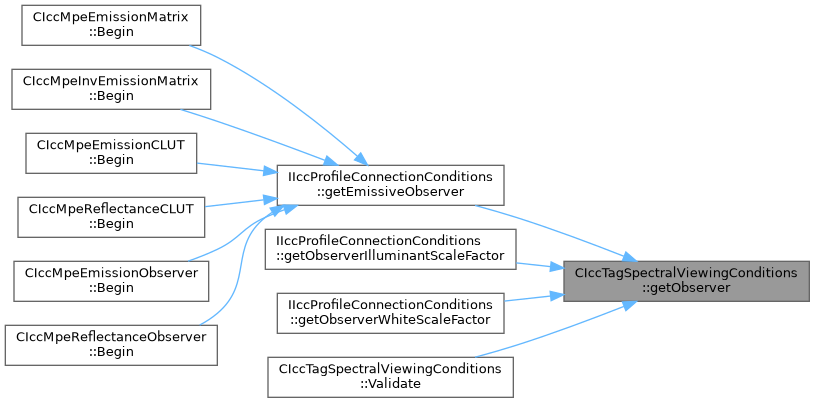 CIccMpeEmissionMatrix
::Begin
CIccMpeInvEmissionMatrix
::Begin
CIccMpeEmissionCLUT
::Begin
CIccMpeReflectanceCLUT
::Begin
CIccMpeEmissionObserver
::Begin
CIccMpeReflectanceObserver
::Begin
IIccProfileConnectionConditions
::getEmissiveObserver
IIccProfileConnectionConditions
::getObserverIlluminantScaleFactor
IIccProfileConnectionConditions
::getObserverWhiteScaleFactor
CIccTagSpectralViewingConditions
::Validate
CIccTagSpectralViewingConditions
::getObserver